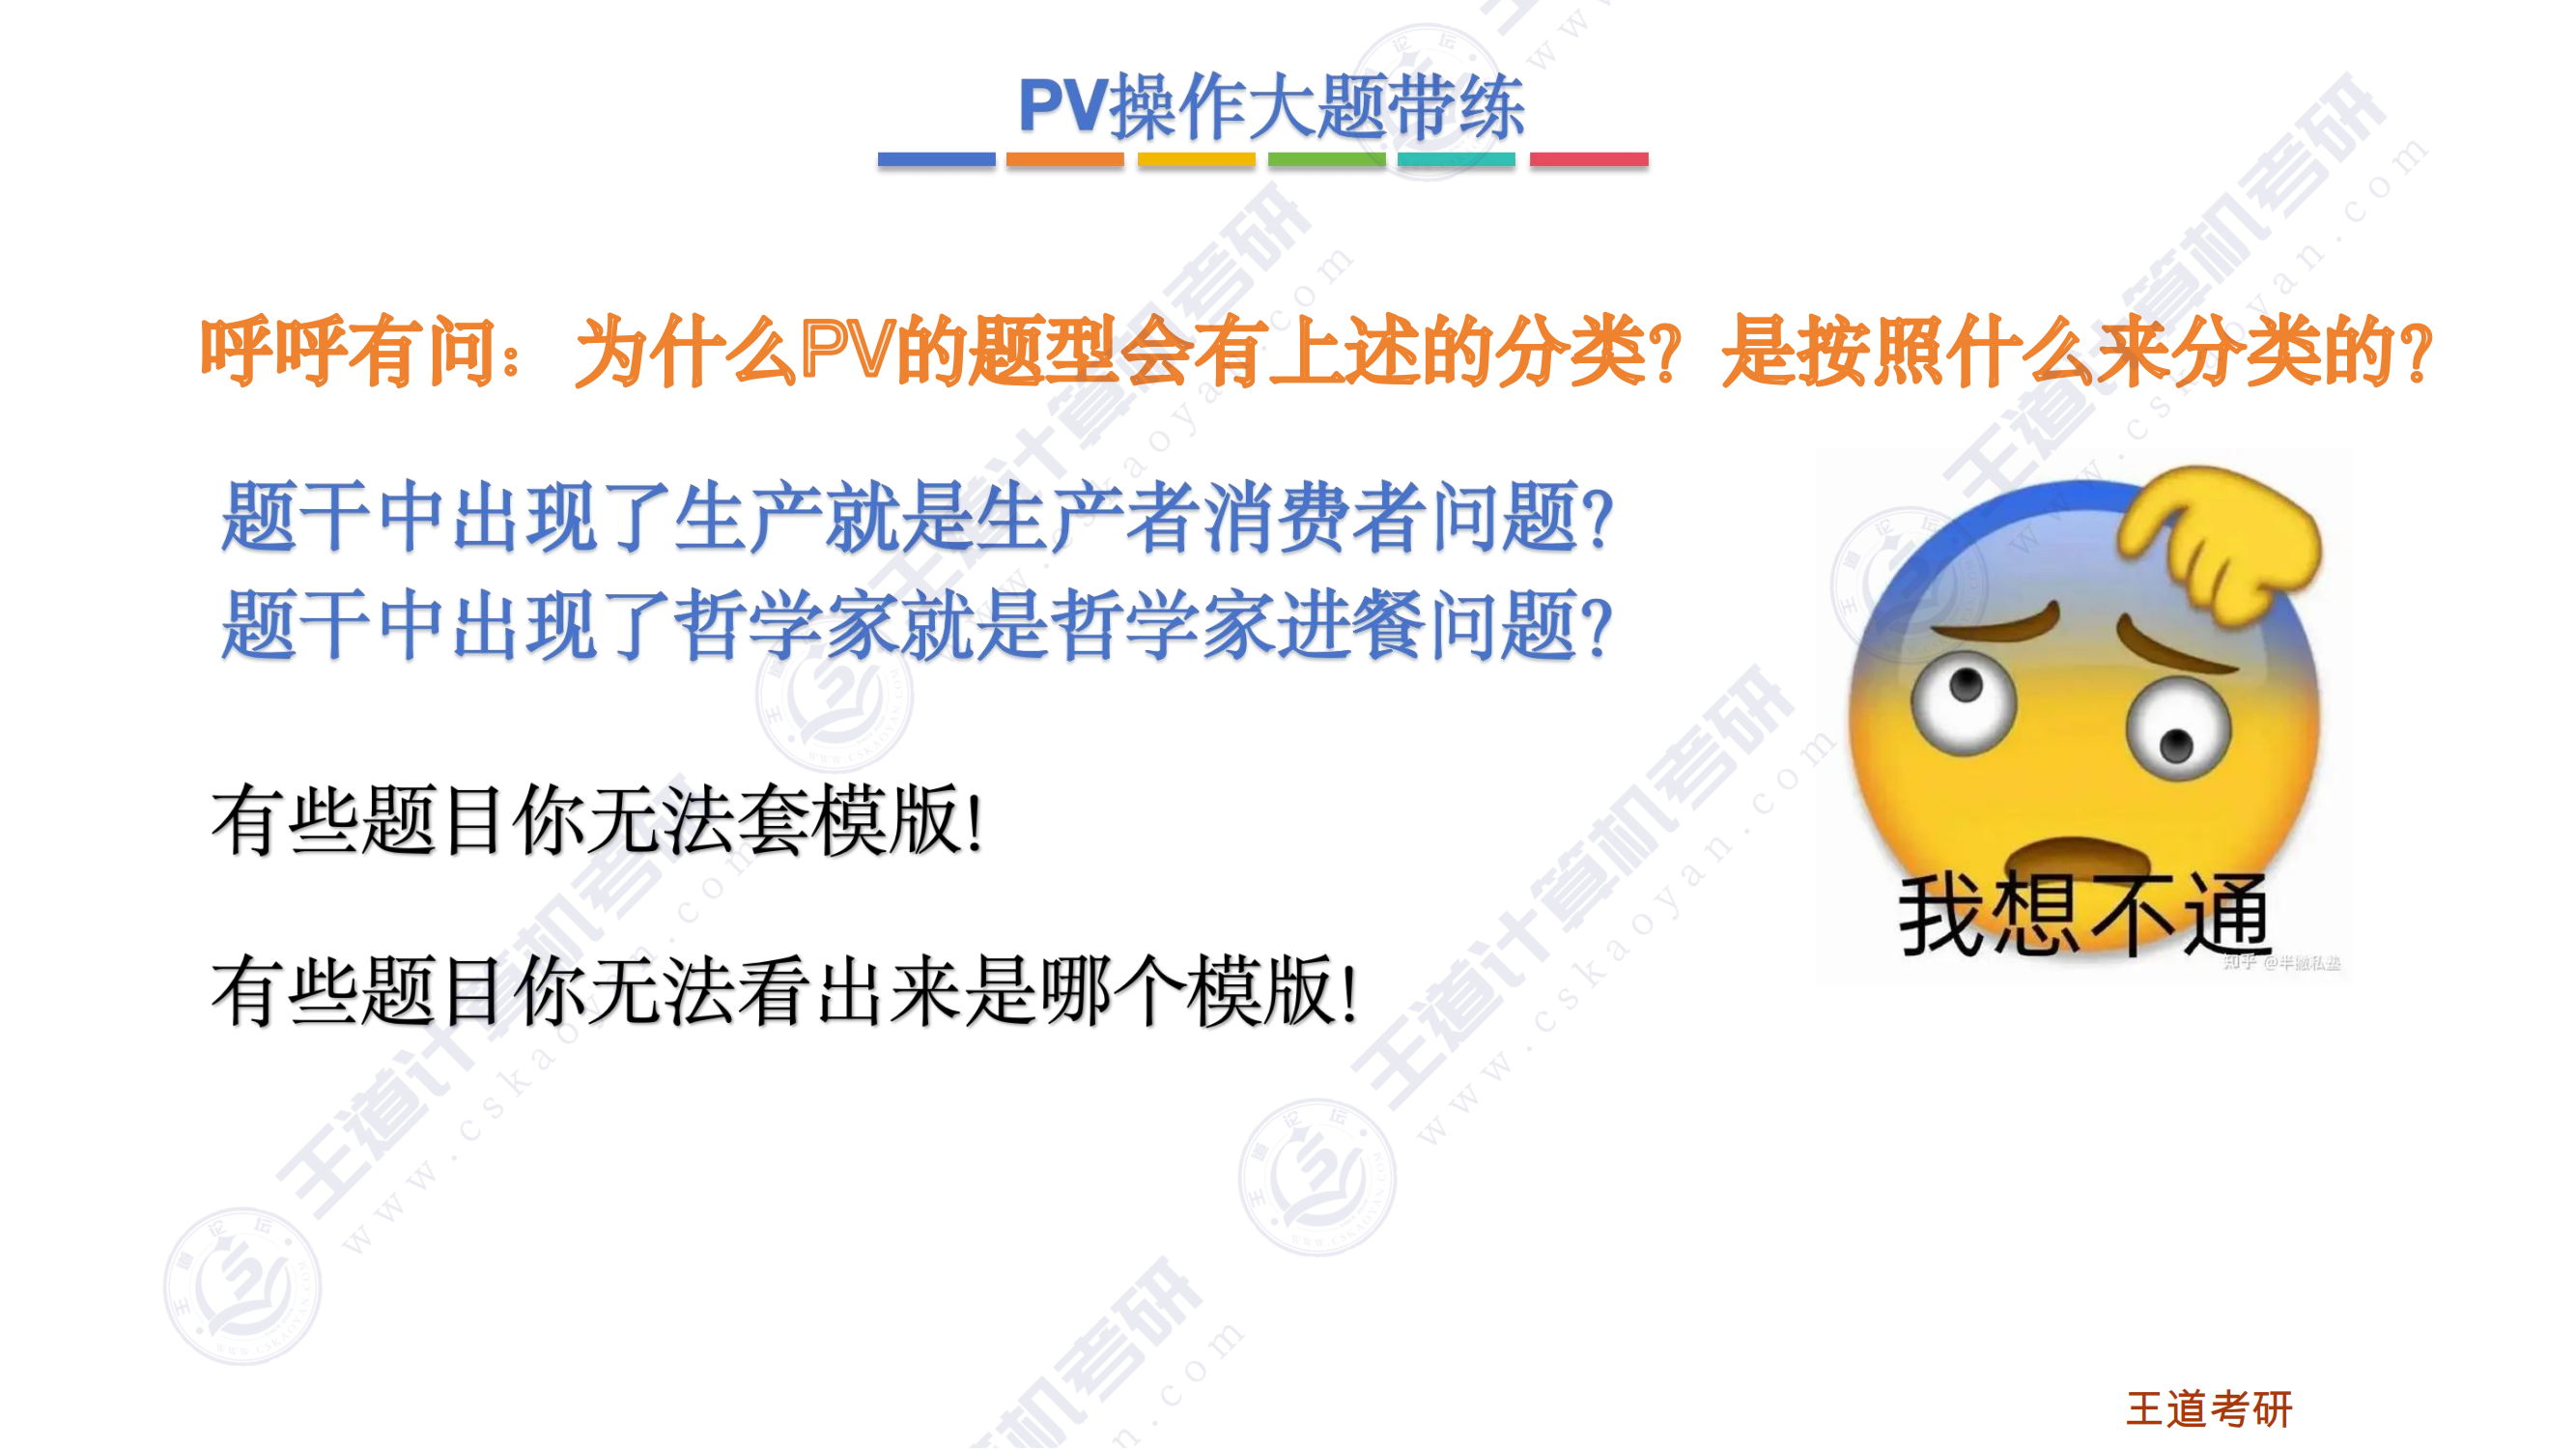 PV操作大题带练
呼呼有问：为什么PV的题型会有上述的分类？是按照什么来分类的？
题干中出现了生产就是生产者消费者问题？
题干中出现了哲学家就是哲学家进餐问题？
有些题目你无法套模版！
有些题目你无法看出来是哪个模版！
我想不通
知乎 @半撇私塾
王道考研
王道计算机考研
www.cskaoyan.com